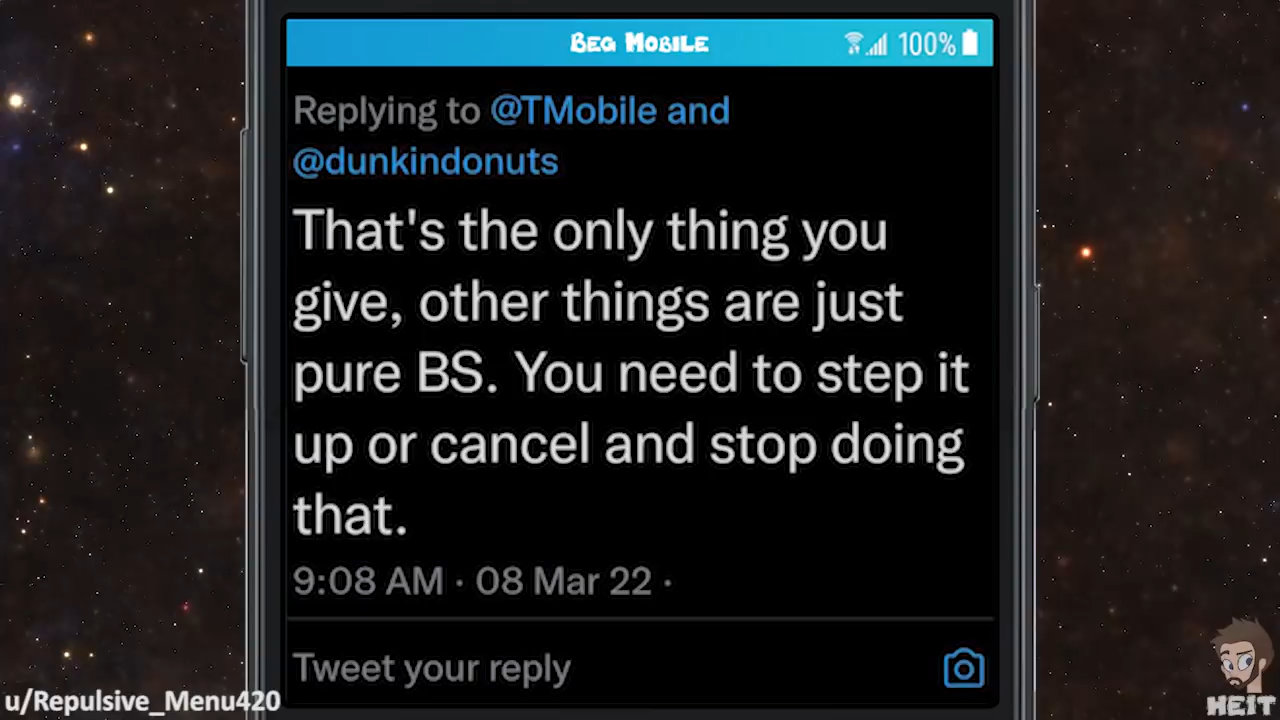 BEG MOBILE
100%
Replying to @TMobile and
@dunkindonuts
That's the only thing you
give, other things are just
pure BS. You need to step it
up or cancel and stop doing
that.
9:08 AM · 08 Mar 22 ·
Tweet your reply
u/Repulsive_Menu420
HEIT